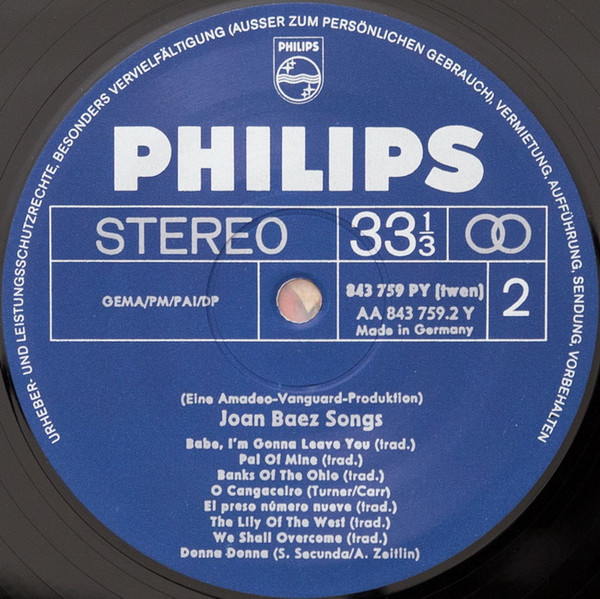 URHEBER- UND LEISTUNGSSCHUTZRECHTE, BESONDERS VERVIELFÄLTIGUNG (AUSSER ZUM PERSÖNLICHEN GEBRAUCH), VERMIETUNG, AUFFÜHRUNG, SENDUNG, VORBEHALTEN
PHILIPS
PHILIPS
STEREO 33 1/3
GEMA/PM/PAI/DP
843 759 PY (twen)
AA 843 759.2 Y
Made in Germany
2
(Eine Amadeo-Vanguard-Produktion)
Joan Baez Songs
Babe, I'm Gonna Leave You (trad.)
Pal Of Mine (trad.)
Banks Of The Ohio (trad.)
O Cangaceiro (Turner/Carr)
El preso número nueve (trad.)
The Lily Of The West (trad.)
We Shall Overcome (trad.)
Donna Donna (S. Secunda/A. Zeitlin)